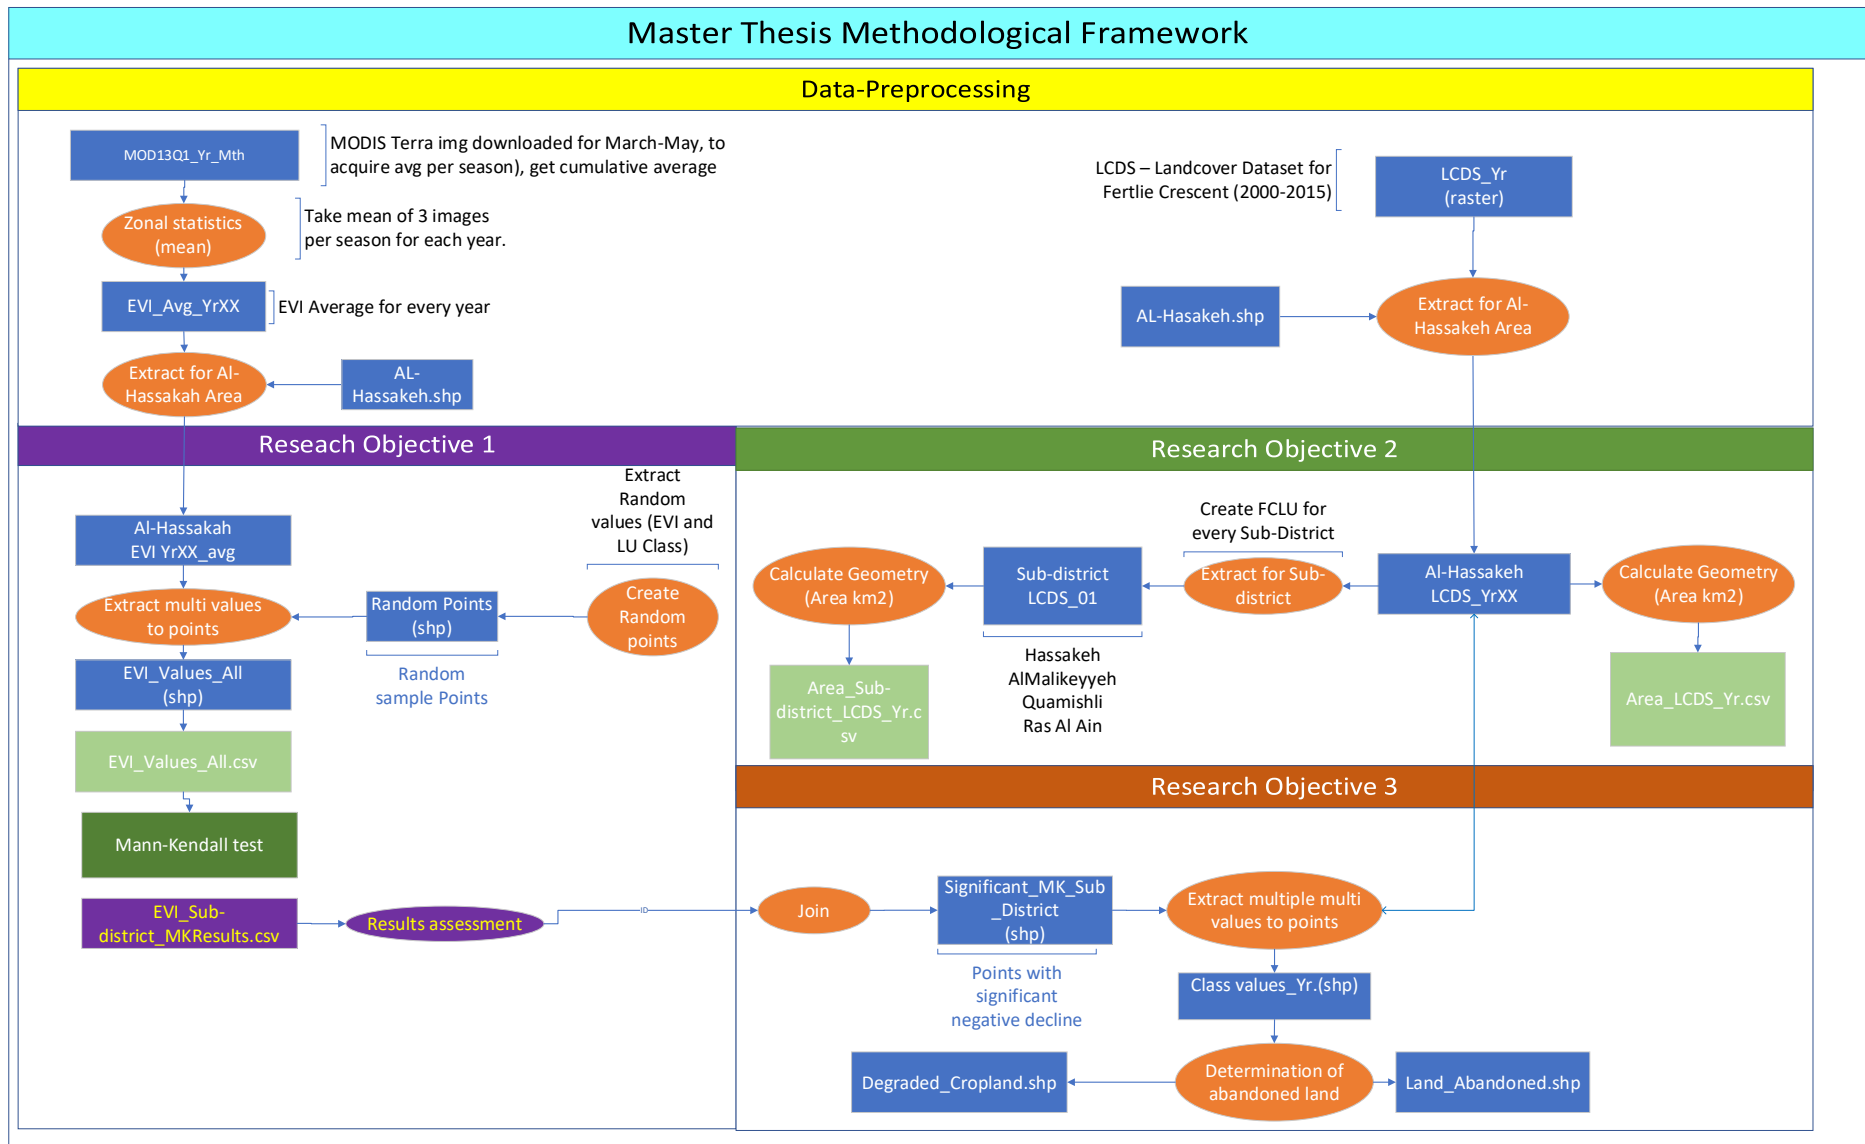 Master Thesis Methodological Framework
Data-Preprocessing
MOD13Q1_Yr_Mth
MODIS Terra img downloaded for March-May, to
acquire avg per season), get cumulative average
Zonal statistics
(mean)
Take mean of 3 images
per season for each year.
EVI_Avg_YrXX
EVI Average for every year
Extract for Al-
Hassakah Area
AL-
Hassakeh.shp
LCDS – Landcover Dataset for
Fertlie Crescent (2000-2015)
LCDS_Yr
(raster)
AL-Hasakeh.shp
Extract for Al-
Hassakeh Area
Reseach Objective 1
Extract
Random
values (EVI and
LU Class)
Al-Hassakah
EVI YrXX_avg
Extract multi values
to points
Random Points
(shp)
Create
Random
points
Random
sample Points
EVI_Values_All
(shp)
EVI_Values_All.csv
Mann-Kendall test
EVI_Sub-
district_MKResults.csv
Results assessment
ID
Research Objective 2
Create FCLU for
every Sub-District
Calculate Geometry
(Area km2)
Sub-district
LCDS_01
Extract for Sub-
district
Al-Hassakeh
LCDS_YrXX
Calculate Geometry
(Area km2)
Hassakeh
AlMalikeyyeh
Quamishli
Ras Al Ain
Area_Sub-
district_LCDS_Yr.c
sv
Area_LCDS_Yr.csv
Research Objective 3
Join
Significant_MK_Sub
_District
(shp)
Extract multiple multi
values to points
Points with
significant
negative decline
Class values_Yr.(shp)
Degraded_Cropland.shp
Determination of
abandoned land
Land_Abandoned.shp